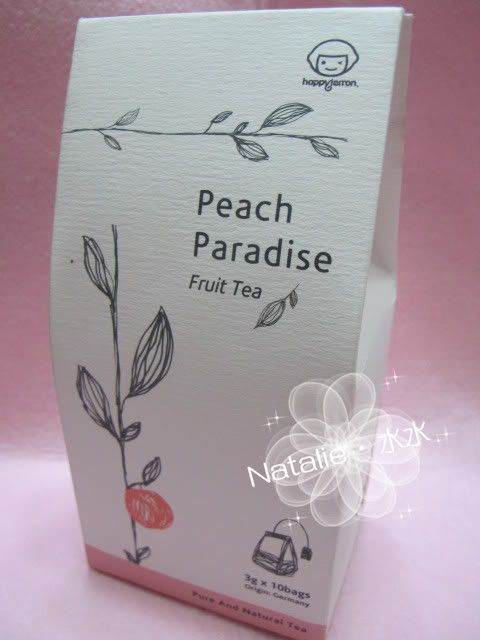 happylemon.
Peach
Paradise
Fruit Tea
Natalie・水水
3g x 10bags
Origin: Germany
Pure And Natural Tea